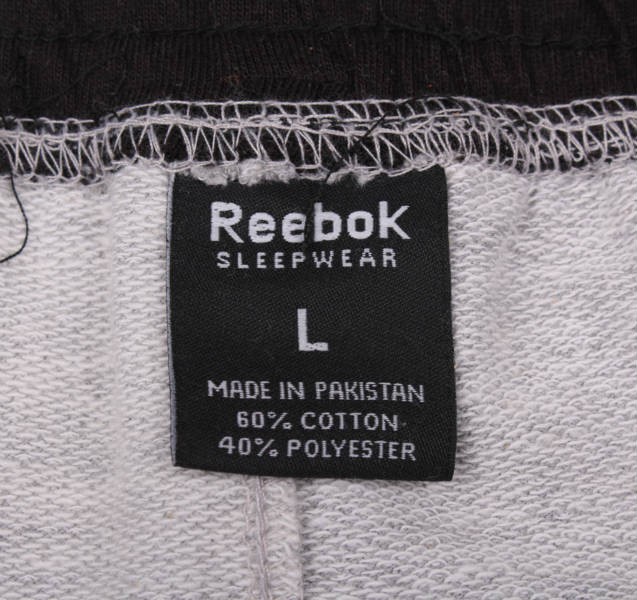 Reebok
SLEEPWEAR
L
MADE IN PAKISTAN
60% COTTON
40% POLYESTER